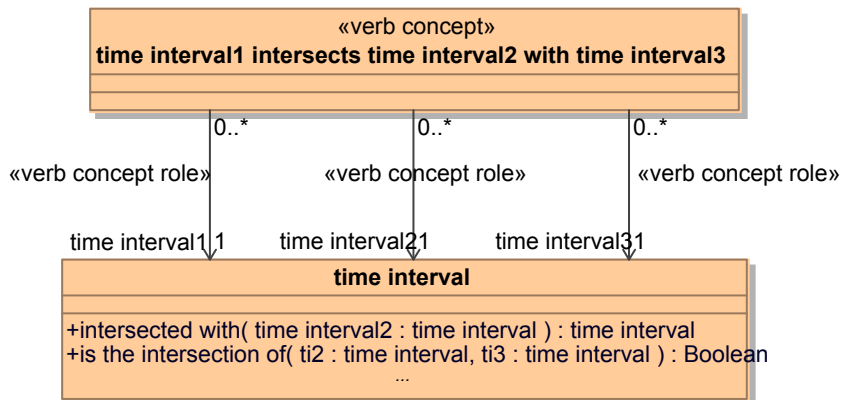 «verb concept»
time interval1 intersects time interval2 with time interval3
0..* 0..* 0..*
«verb concept role» «verb concept role» «verb concept role»
time interval1 1 time interval2 1 time interval3 1
time interval
+intersected with( time interval2 : time interval ) : time interval
+is the intersection of( ti2 : time interval, ti3 : time interval ) : Boolean
...